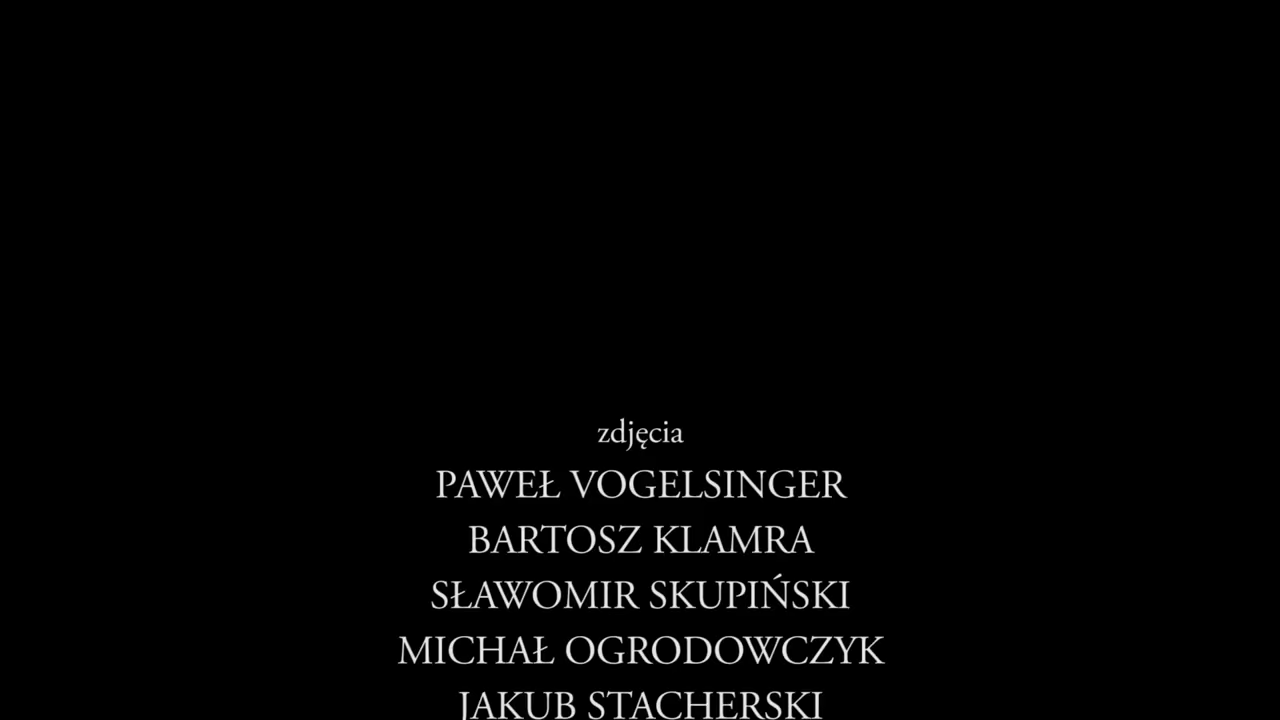 zdjęcia
PAWEŁ VOGELSINGER
BARTOSZ KLAMRA
SŁAWOMIR SKUPIŃSKI
MICHAŁ OGRODOWCZYK
JAKUB STACHERSKI